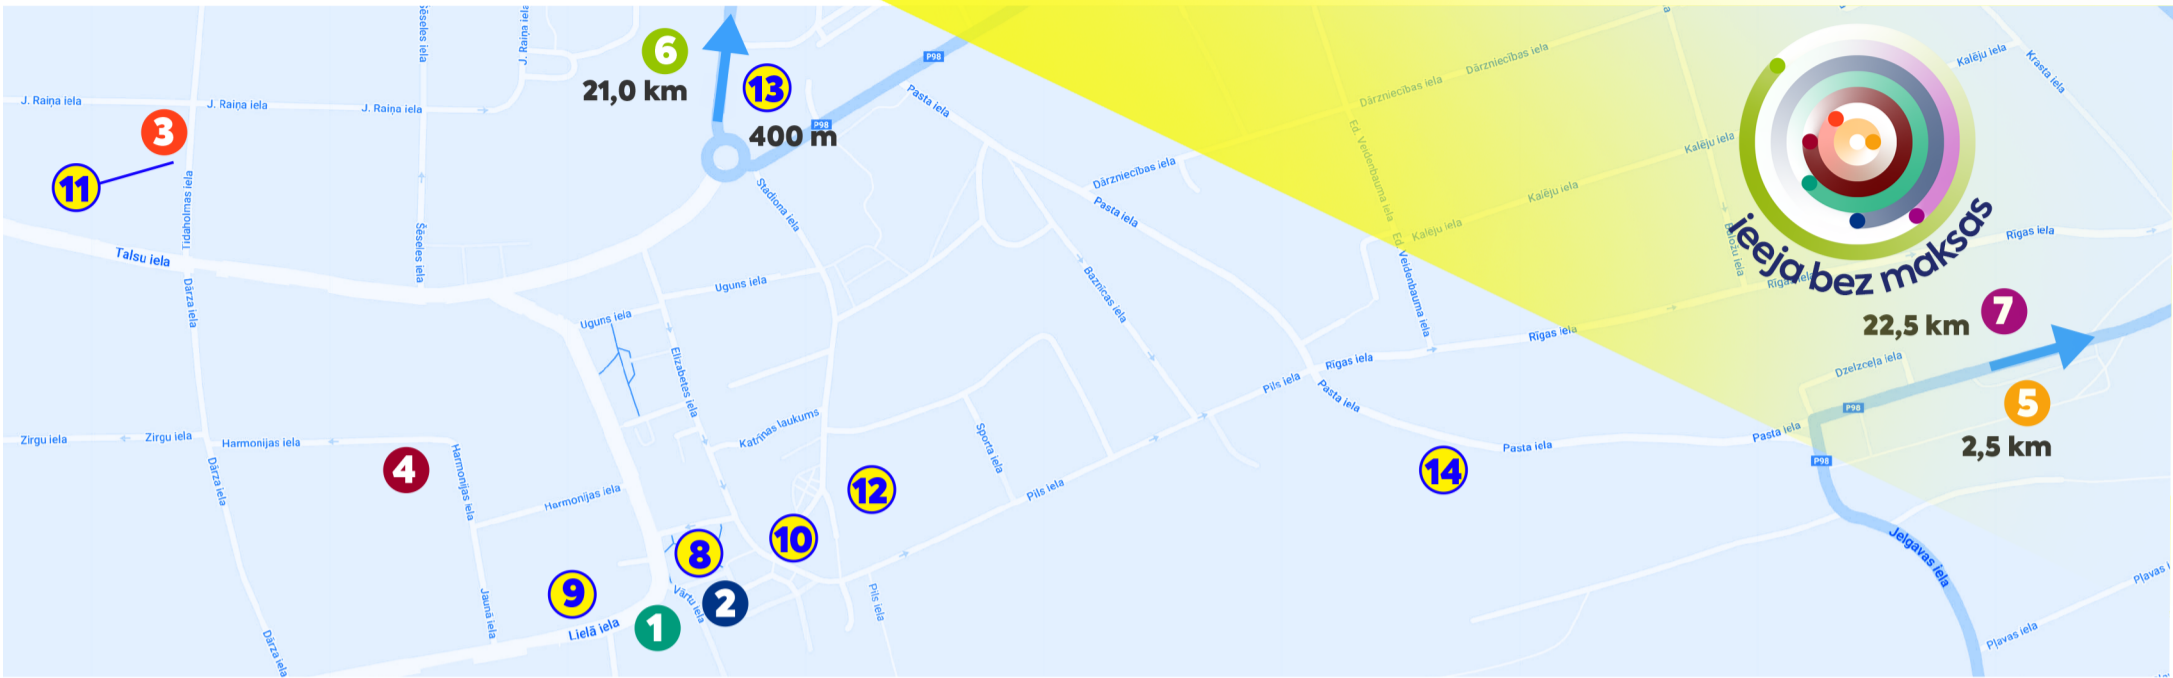 Sēseles iela
J. Raiņa iela
6
21,0 km
13
400 m
P98
P98
J. Raiņa iela
J. Raiņa iela
J. Raiņa iela
3
11
Tidaholmas iela
Sēseles iela
Talsu iela
Dārza iela
Pasta iela
Stadiona iela
Dārzniecības iela
Dārzniecības iela
Dārzniecības iela
Pasta iela
Ed. Veidenbauma iela
Ed. Veidenbauma iela
Kalēju iela
Kalēju iela
Kalēju iela
Kalēju iela
Krasta iela
ieeja bez maksas
Rīgas iela
22,5 km
7
Dzelzceļa iela
P98
5
2,5 km
Uguns iela
Uguns iela
Elizabetes iela
Baznīcas iela
Rīgas iela
Rīgas iela
Pils iela
Pasta iela
Pasta iela
Pasta iela
P98
14
Zirgu iela
Zirgu iela
Harmonijas iela
4
Dārza iela
Harmonijas iela
Harmonijas iela
Katrīnas laukums
Sporta iela
12
Pils iela
10
8
9
Vārtu iela
2
1
Lielā iela
Jaunā iela
Dārza iela
Pils iela
Jelgavas iela
Pļavas iela
Pļavas i